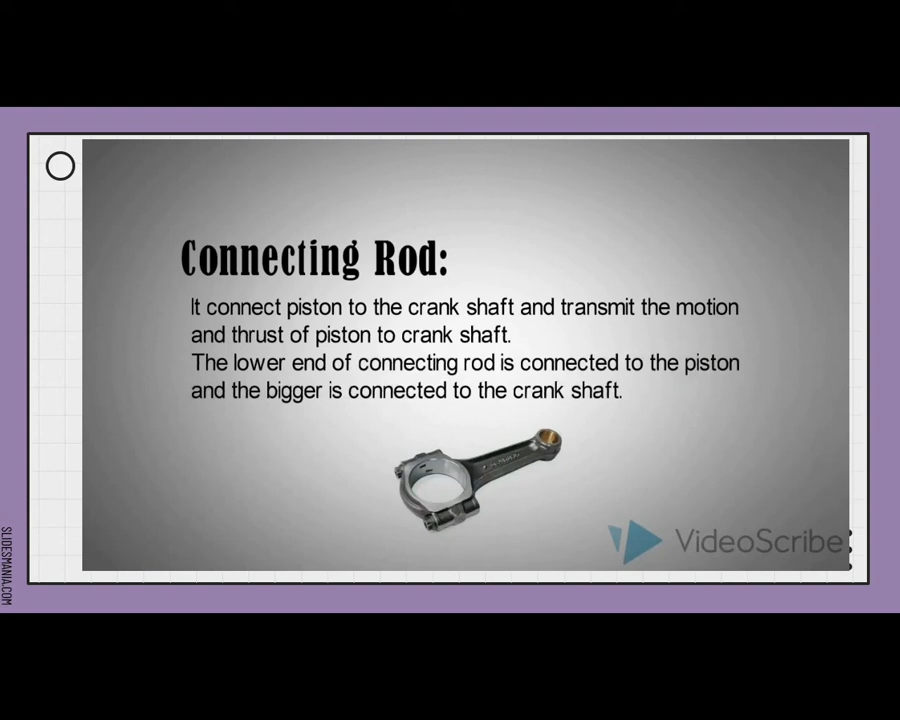 Connecting Rod:
It connect piston to the crank shaft and transmit the motion
and thrust of piston to crank shaft.
The lower end of connecting rod is connected to the piston
and the bigger is connected to the crank shaft.
VideoScribe
SLIDESMANIA.COM